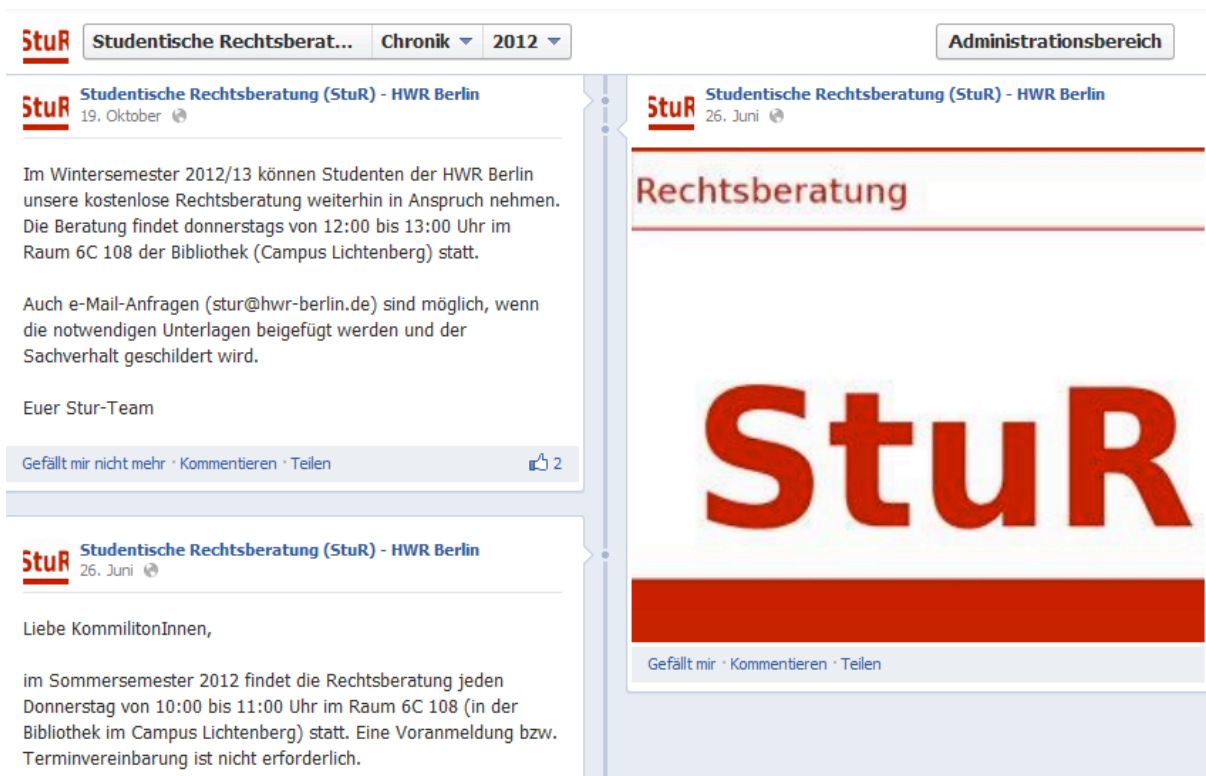 StuR
Studentische Rechtsberat... Chronik 2012
Administrationsbereich
StuR
Studentische Rechtsberatung (StuR) - HWR Berlin
19. Oktober
Im Wintersemester 2012/13 können Studenten der HWR Berlin
unsere kostenlose Rechtsberatung weiterhin in Anspruch nehmen.
Die Beratung findet donnerstags von 12:00 bis 13:00 Uhr im
Raum 6C 108 der Bibliothek (Campus Lichtenberg) statt.
Auch e-Mail-Anfragen (stur@hwr-berlin.de) sind möglich, wenn
die notwendigen Unterlagen beigefügt werden und der
Sachverhalt geschildert wird.
Euer Stur-Team
Gefällt mir nicht mehr · Kommentieren · Teilen 2
StuR
Studentische Rechtsberatung (StuR) - HWR Berlin
26. Juni
Liebe KommilitonInnen,
im Sommersemester 2012 findet die Rechtsberatung jeden
Donnerstag von 10:00 bis 11:00 Uhr im Raum 6C 108 (in der
Bibliothek im Campus Lichtenberg) statt. Eine Voranmeldung bzw.
Terminvereinbarung ist nicht erforderlich.
StuR
Studentische Rechtsberatung (StuR) - HWR Berlin
26. Juni
Rechtsberatung
StuR
Gefällt mir · Kommentieren · Teilen